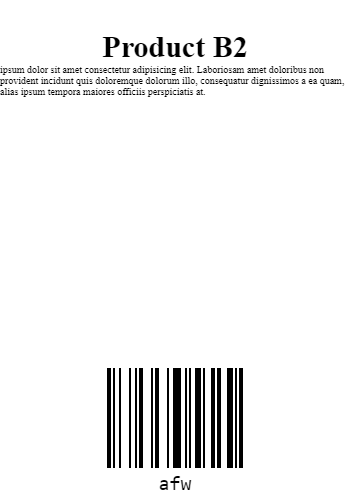 Product B2
ipsum dolor sit amet consectetur adipisicing elit. Laboriosam amet doloribus non
provident incidunt quis doloremque dolorum illo, consequatur dignissimos a ea quam,
alias ipsum tempora maiores officiis perspiciatis at.
afw